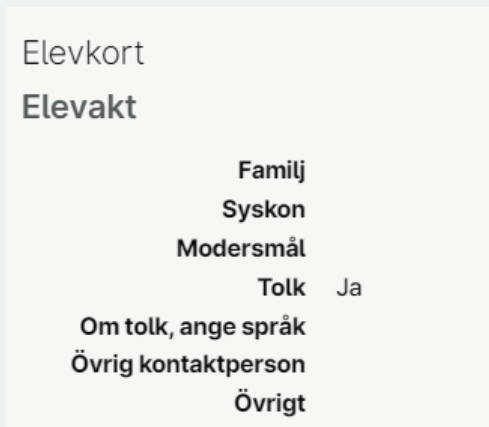 Elevkort
Elevakt
Familj
Syskon
Modersmål
Tolk Ja
Om tolk, ange språk
Övrig kontaktperson
Övrigt